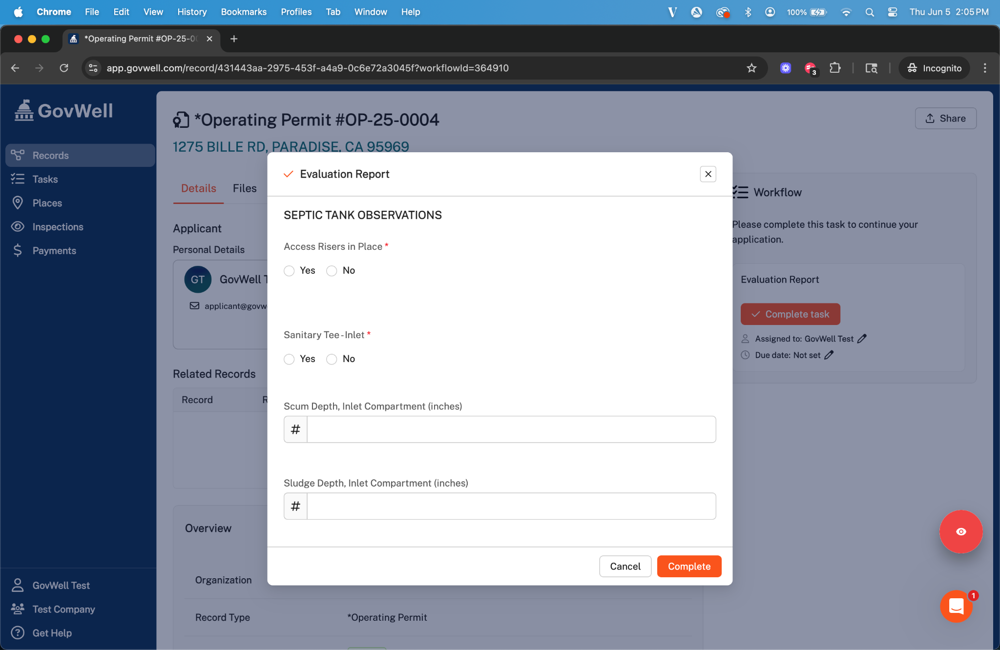 Chrome File Edit View History Bookmarks Profiles Tab Window Help 100% Thu Jun 5 2:05 PM
*Operating Permit #OP-25-00
app.govwell.com/record/431443aa-2975-453f-a4a9-0c6e72a3045f?workflowId=364910
3
Incognito
GovWell
Records
Tasks
Places
Inspections
Payments
GovWell Test
Test Company
Get Help
*Operating Permit #OP-25-0004
Share
1275 BILLE RD, PARADISE, CA 95969
Details Files
Applicant
Personal Details
GT GovWell T
applicant@govw
Related Records
Record R
Overview
Organization
Record Type *Operating Permit
Evaluation Report
SEPTIC TANK OBSERVATIONS
Access Risers in Place *
Yes No
Sanitary Tee - Inlet *
Yes No
Scum Depth, Inlet Compartment (inches)
#
Sludge Depth, Inlet Compartment (inches)
#
Cancel Complete
Workflow
Please complete this task to continue your
application.
Evaluation Report
Complete task
Assigned to: GovWell Test
Due date: Not set
1